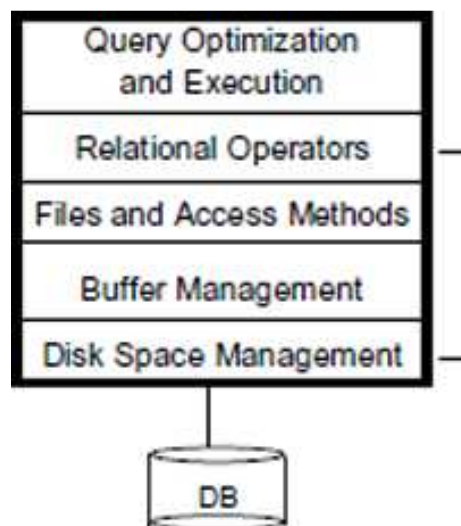 Query Optimization
and Execution
Relational Operators
Files and Access Methods
Buffer Management
Disk Space Management
DB